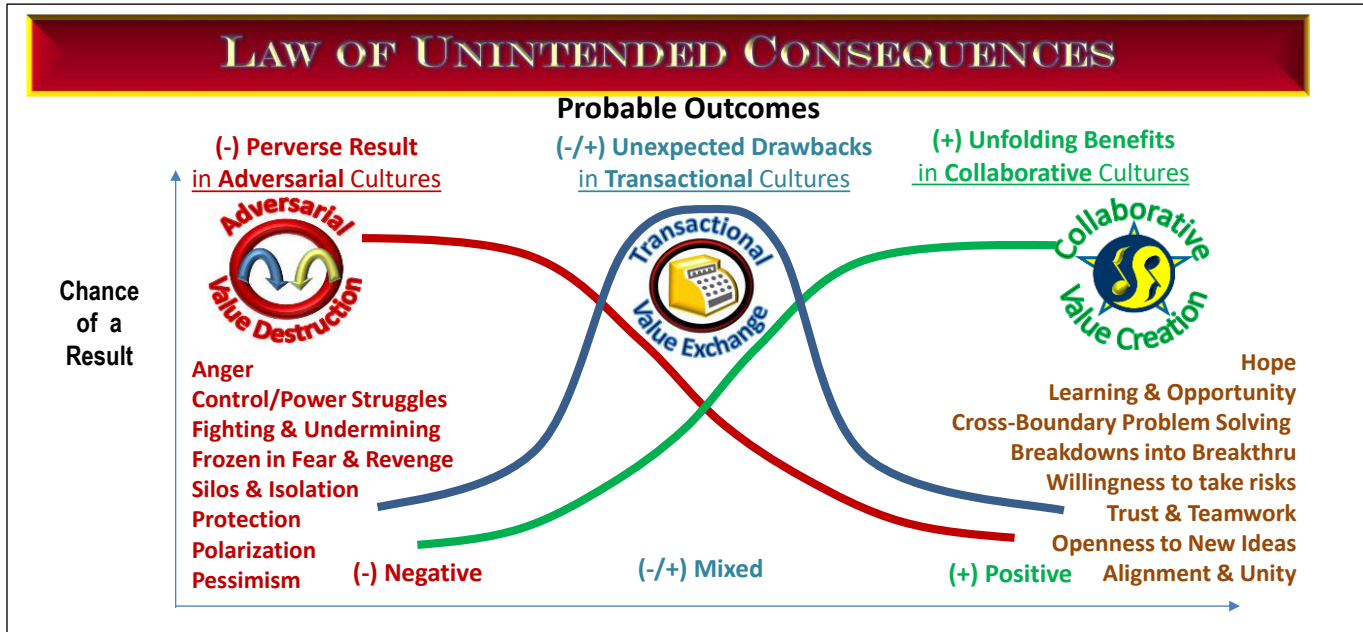 LAW OF UNINTENDED CONSEQUENCES
Probable Outcomes
(-) Perverse Result
in Adversarial Cultures
(-/+) Unexpected Drawbacks
in Transactional Cultures
(+) Unfolding Benefits
in Collaborative Cultures
Adversarial
Value Destruction
Transactional
Value Exchange
Collaborative
Value Creation
Chance
of a
Result
Anger
Control/Power Struggles
Fighting & Undermining
Frozen in Fear & Revenge
Silos & Isolation
Protection
Polarization
Pessimism
Hope
Learning & Opportunity
Cross-Boundary Problem Solving
Breakdowns into Breakthru
Willingness to take risks
Trust & Teamwork
Openness to New Ideas
Alignment & Unity
(-) Negative
(-/+) Mixed
(+) Positive